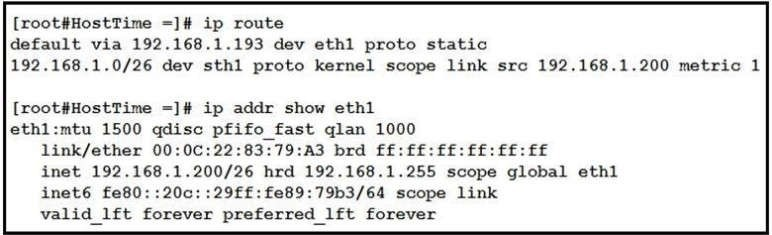 [root#HostTime =]# ip route
default via 192.168.1.193 dev eth1 proto static
192.168.1.0/26 dev sth1 proto kernel scope link src 192.168.1.200 metric 1
[root#HostTime =]# ip addr show eth1
eth1:mtu 1500 qdisc pfifo_fast qlan 1000
link/ether 00:0C:22:83:79:A3 brd ff:ff:ff:ff:ff:ff
inet 192.168.1.200/26 hrd 192.168.1.255 scope global eth1
inet6 fe80::20c::29ff:fe89:79b3/64 scope link
valid_lft forever preferred_lft forever